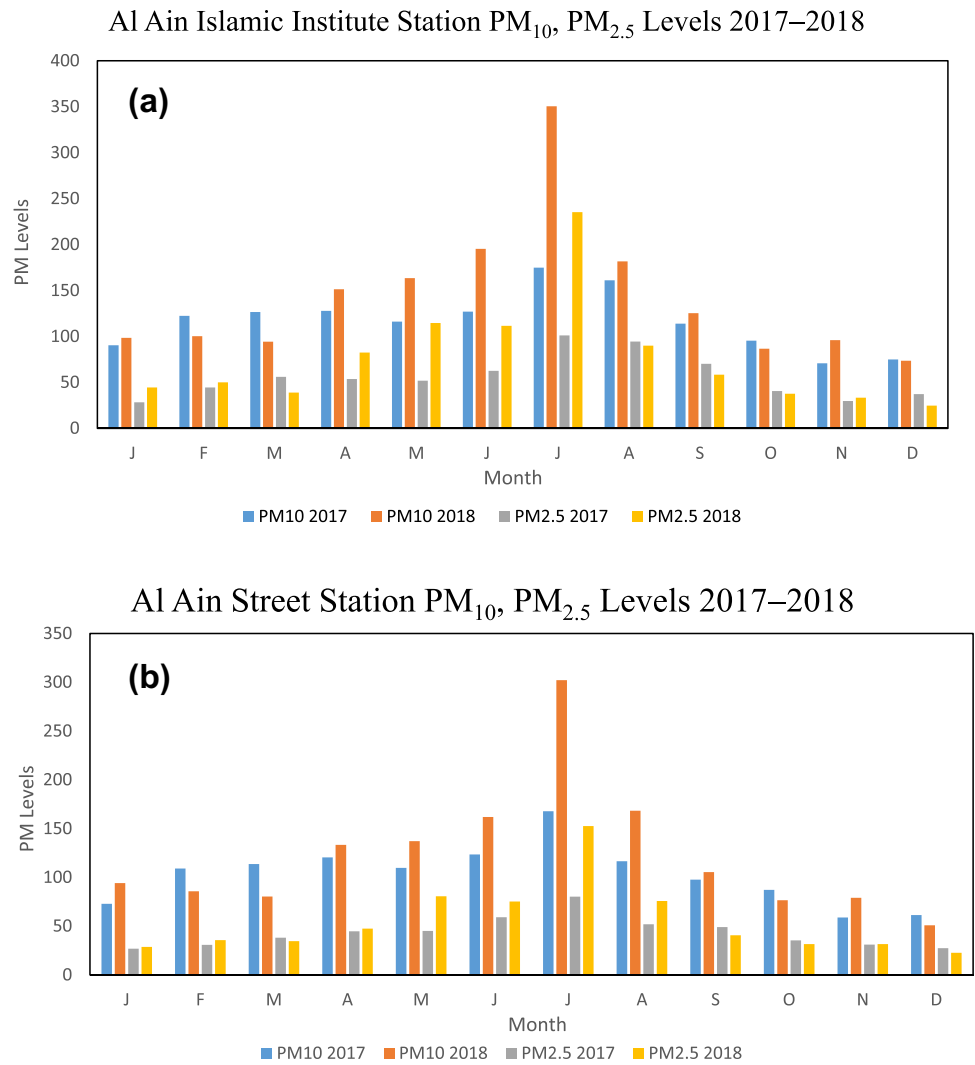 Al Ain Islamic Institute Station PM10, PM2.5 Levels 2017–2018
(a)
400
350
300
250
200
150
100
50
0
PM Levels
J F M A M J J A S O N D
Month
PM10 2017 PM10 2018 PM2.5 2017 PM2.5 2018
Al Ain Street Station PM10, PM2.5 Levels 2017–2018
(b)
350
300
250
200
150
100
50
0
PM Levels
J F M A M J J A S O N D
Month
PM10 2017 PM10 2018 PM2.5 2017 PM2.5 2018